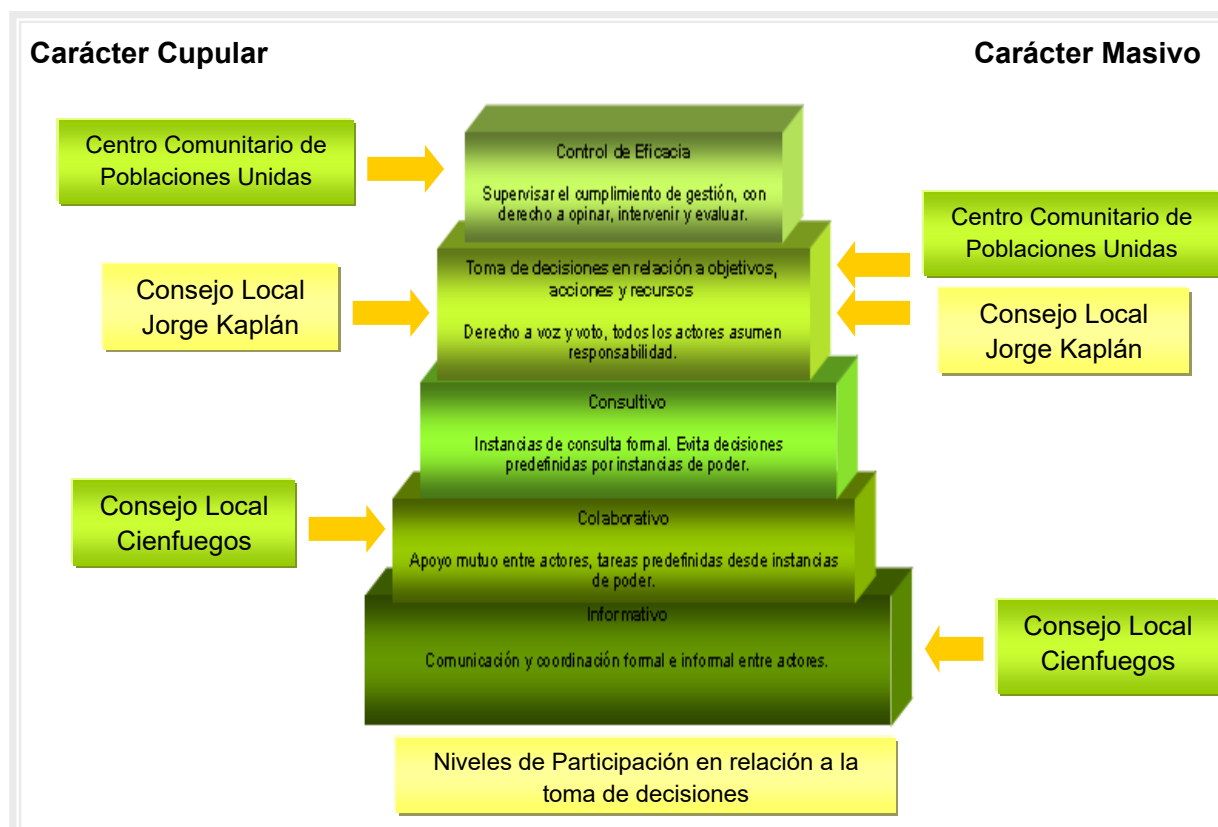 Carácter Cupular
Carácter Masivo
Centro Comunitario de
Poblaciones Unidas
Control de Eficacia
Supervisar el cumplimiento de gestión, con
derecho a opinar, intervenir y evaluar.
Centro Comunitario de
Poblaciones Unidas
Consejo Local
Jorge Kaplán
Toma de decisiones en relación a objetivos,
acciones y recursos
Derecho a voz y voto, todos los actores asumen
responsabilidad.
Consejo Local
Jorge Kaplán
Consultivo
Instancias de consulta formal. Evita decisiones
predefinidas por instancias de poder.
Consejo Local
Cienfuegos
Colaborativo
Apoyo mutuo entre actores, tareas predefinidas desde instancias
de poder.
Informativo
Comunicación y coordinación formal e informal entre actores.
Consejo Local
Cienfuegos
Niveles de Participación en relación a la
toma de decisiones